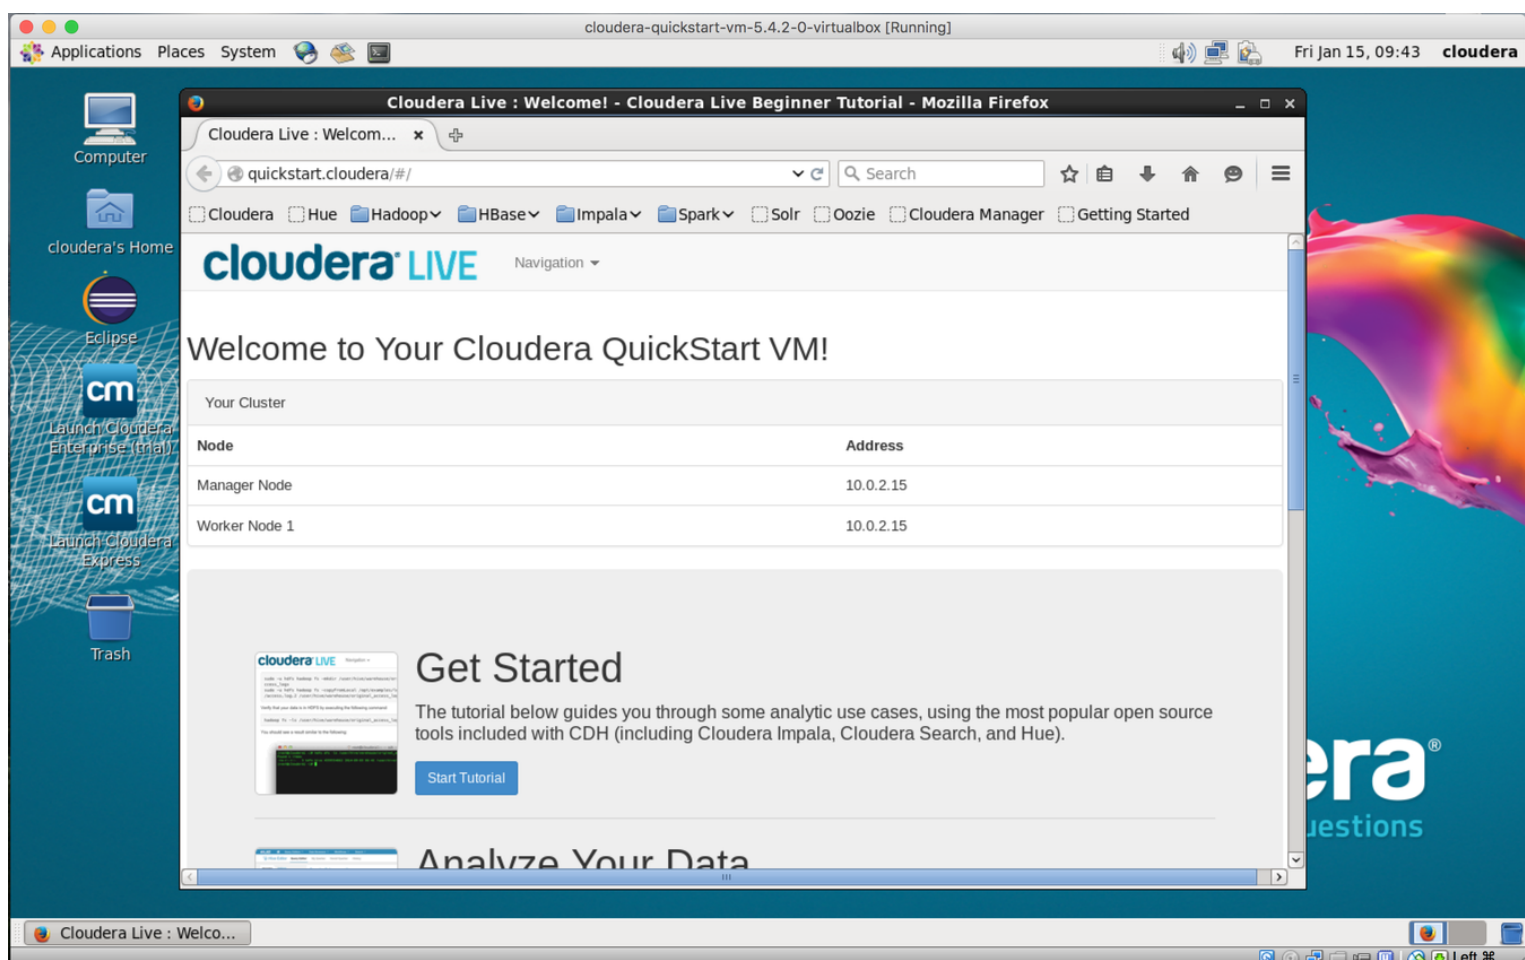 cloudera-quickstart-vm-5.4.2-0-virtualbox [Running]
Applications Places System Fri Jan 15, 09:43 cloudera
Computer
cloudera's Home
Eclipse
cm
Launch Cloudera
Enterprise (trial)
cm
Launch Cloudera
Express
Trash
Cloudera Live : Welcome! - Cloudera Live Beginner Tutorial - Mozilla Firefox
Cloudera Live : Welcom...
quickstart.cloudera/#/ Search
Cloudera Hue Hadoop HBase Impala Spark Solr Oozie Cloudera Manager Getting Started
cloudera LIVE Navigation
Welcome to Your Cloudera QuickStart VM!
Your Cluster
Node Address
Manager Node 10.0.2.15
Worker Node 1 10.0.2.15
cloudera LIVE
Get Started
The tutorial below guides you through some analytic use cases, using the most popular open source
tools included with CDH (including Cloudera Impala, Cloudera Search, and Hue).
Start Tutorial
Analyze Your Data
era®
uestions
Cloudera Live : Welco...
Left ⌘